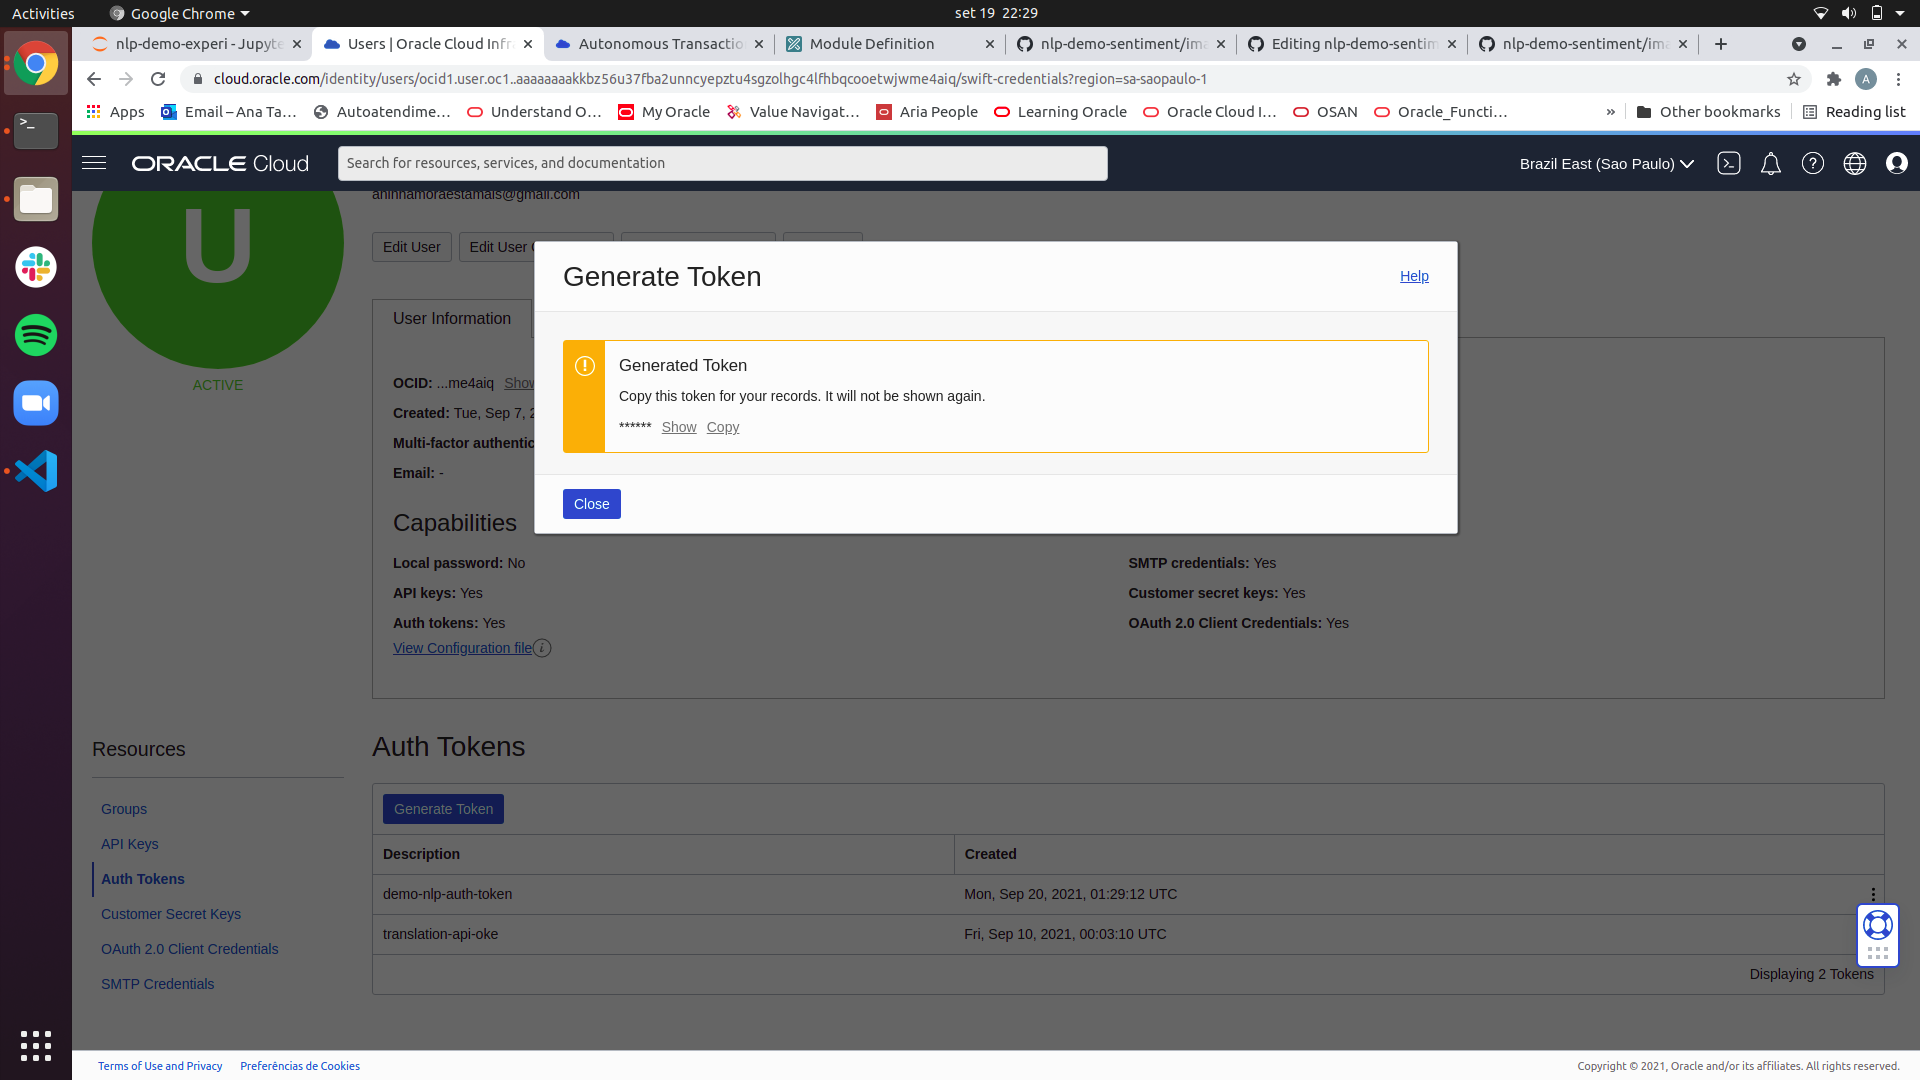 Activities
Google Chrome
set 19 22:29
nlp-demo-experi - Jupyte
Users | Oracle Cloud Infr
Autonomous Transactio
Module Definition
nlp-demo-sentiment/ima
Editing nlp-demo-sentim
nlp-demo-sentiment/ima
cloud.oracle.com/identity/users/ocid1.user.oc1..aaaaaaaakkbz56u37fba2unncyepztu4sgzolhgc4lfhbqcooetwjwme4aiq/swift-credentials?region=sa-saopaulo-1
A
Apps
Email – Ana Ta…
Autoatendime…
Understand O…
My Oracle
Value Navigat…
Aria People
Learning Oracle
Oracle Cloud I…
OSAN
Oracle_Functi…
»
Other bookmarks
Reading list
ORACLE Cloud
Search for resources, services, and documentation
Brazil East (Sao Paulo)
aninnamoraestamais@gmail.com
U
ACTIVE
Edit User
Edit User
Generate Token
Help
Generated Token
Copy this token for your records. It will not be shown again.
****** Show Copy
Close
User Information
OCID: ...me4aiq Show
Created: Tue, Sep 7, 2
Multi-factor authentic
Email: -
Capabilities
Local password: No
API keys: Yes
Auth tokens: Yes
View Configuration file
SMTP credentials: Yes
Customer secret keys: Yes
OAuth 2.0 Client Credentials: Yes
Resources
Groups
API Keys
Auth Tokens
Customer Secret Keys
OAuth 2.0 Client Credentials
SMTP Credentials
Auth Tokens
Generate Token
Description Created
demo-nlp-auth-token Mon, Sep 20, 2021, 01:29:12 UTC
translation-api-oke Fri, Sep 10, 2021, 00:03:10 UTC
Displaying 2 Tokens
Terms of Use and Privacy
Preferências de Cookies
Copyright © 2021, Oracle and/or its affiliates. All rights reserved.